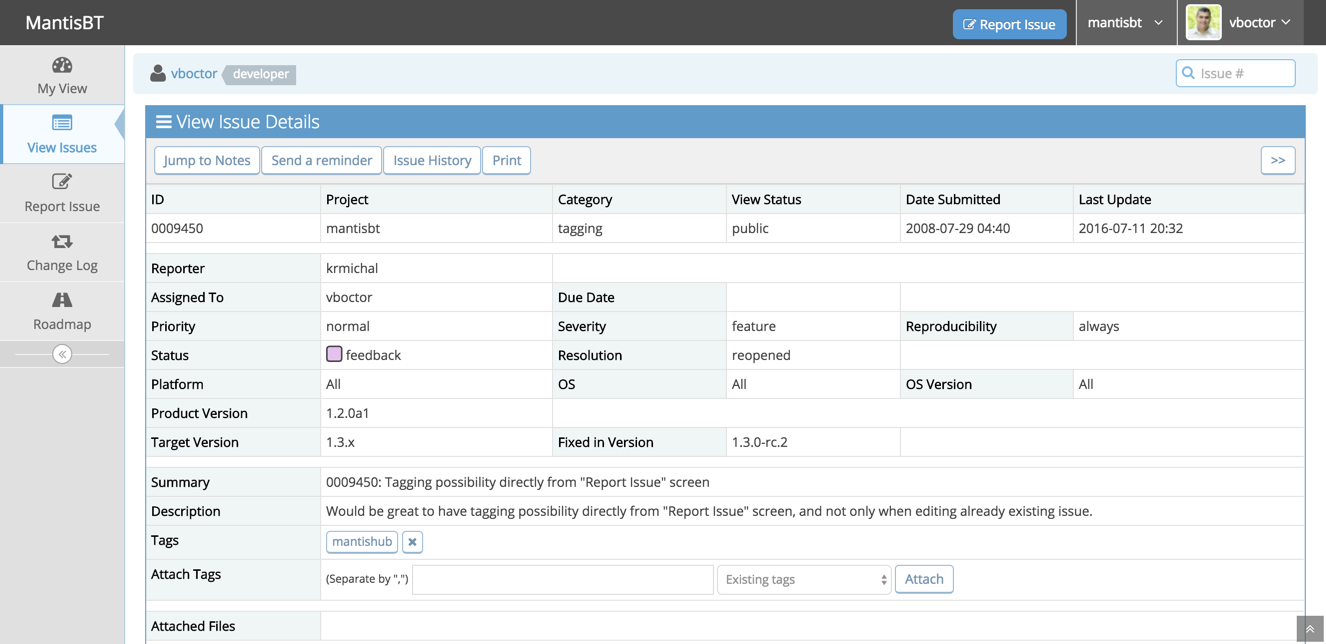 MantisBT
Report Issue
mantisbt
vboctor
My View
View Issues
Report Issue
Change Log
Roadmap
vboctor developer
Issue #
View Issue Details
Jump to Notes Send a reminder Issue History Print >>
ID Project Category View Status Date Submitted Last Update
0009450 mantisbt tagging public 2008-07-29 04:40 2016-07-11 20:32
Reporter krmichal
Assigned To vboctor Due Date
Priority normal Severity feature Reproducibility always
Status feedback Resolution reopened
Platform All OS All OS Version All
Product Version 1.2.0a1
Target Version 1.3.x Fixed in Version 1.3.0-rc.2
Summary 0009450: Tagging possibility directly from "Report Issue" screen
Description Would be great to have tagging possibility directly from "Report Issue" screen, and not only when editing already existing issue.
Tags mantishub
Attach Tags (Separate by ",") Existing tags Attach
Attached Files